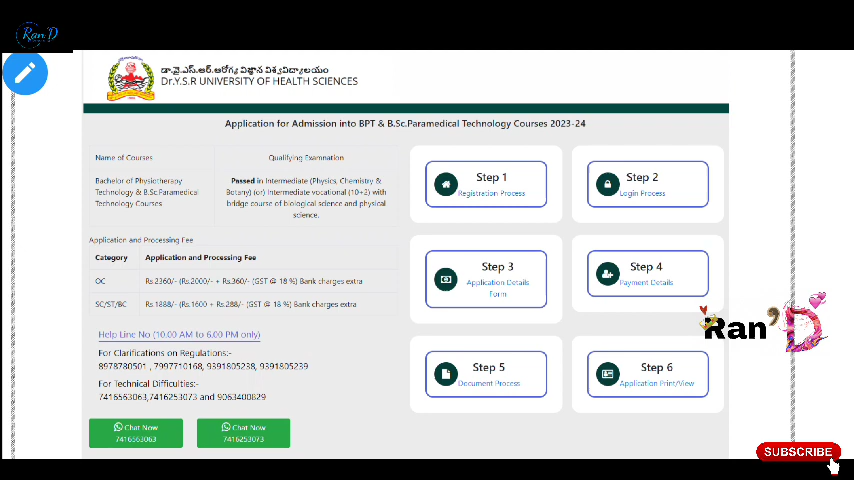 Ran'D
డా.వై.ఎస్.ఆర్.ఆరోగ్య విజ్ఞాన విశ్వవిద్యాలయం
Dr.Y.S.R UNIVERSITY OF HEALTH SCIENCES
Application for Admission into BPT & B.Sc.Paramedical Technology Courses 2023-24
Name of Courses
Qualifying Examnation
Bachelor of Physiotherapy
Technology & B.Sc.Paramedical
Technology Courses
Passed in Intermediate (Physics, Chemistry &
Botany) (or) Intermediate vocational (10+2) with
bridge course of biological science and physical
science.
Application and Processing Fee
Category Application and Processing Fee
OC Rs.2360/- (Rs.2000/- + Rs.360/- (GST @ 18 %) Bank charges extra
SC/ST/BC Rs.1888/- (Rs.1600 + Rs.288/- (GST @ 18 %) Bank charges extra
Help Line No (10.00 AM to 6.00 PM only)
For Clarifications on Regulations:-
8978780501 , 7997710168, 9391805238, 9391805239
For Technical Difficulties:-
7416563063,7416253073 and 9063400829
Chat Now
7416563063
Chat Now
7416253073
Step 1
Registration Process
Step 2
Login Process
Step 3
Application Details
Form
Step 4
Payment Details
Step 5
Document Process
Step 6
Application Print/View
Ran'D
SUBSCRIBE